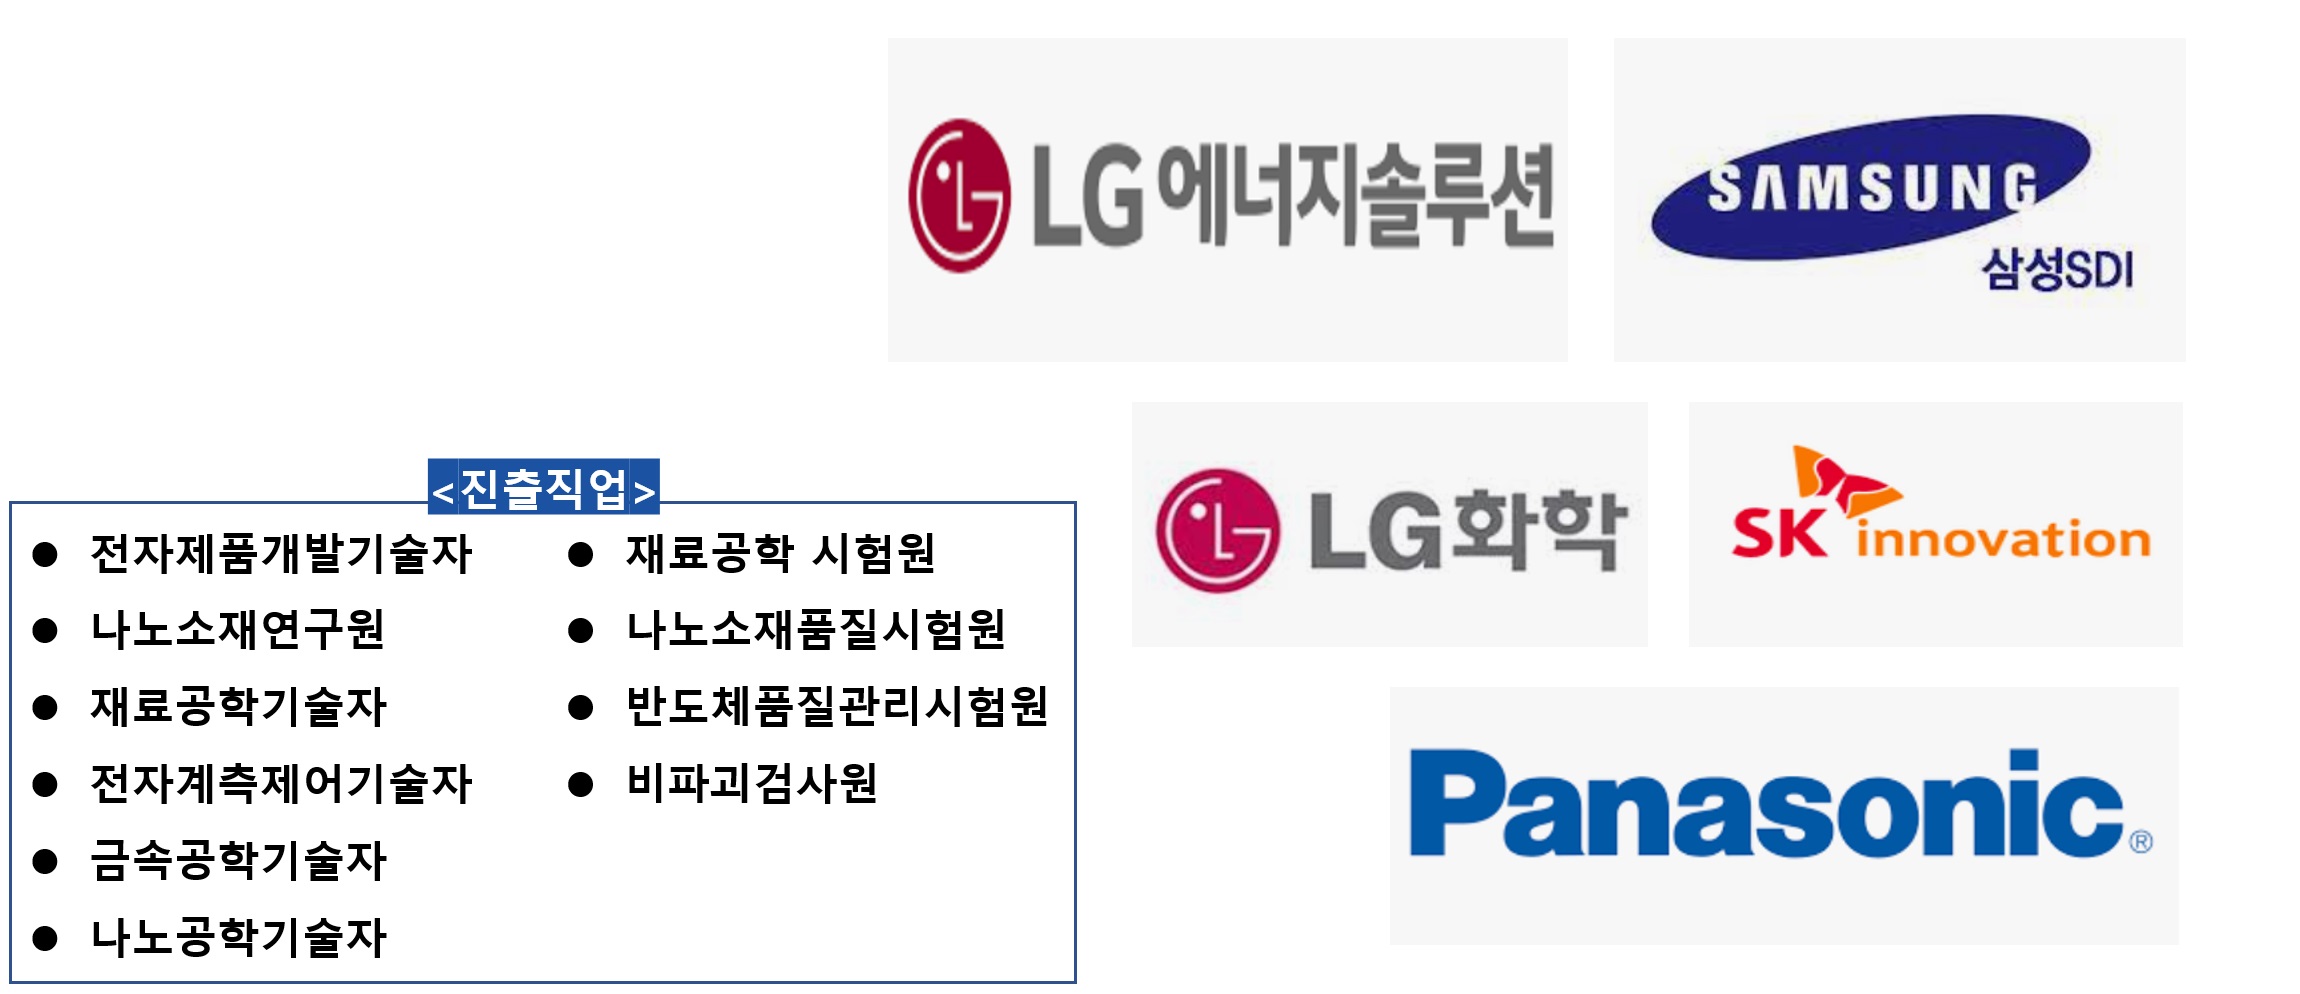 LG 에너지솔루션
SAMSUNG
삼성SDI
LG화학
SK innovation
Panasonic®
<진출직업>
● 전자제품개발기술자
● 나노소재연구원
● 재료공학기술자
● 전자계측제어기술자
● 금속공학기술자
● 나노공학기술자
● 재료공학 시험원
● 나노소재품질시험원
● 반도체품질관리시험원
● 비파괴검사원